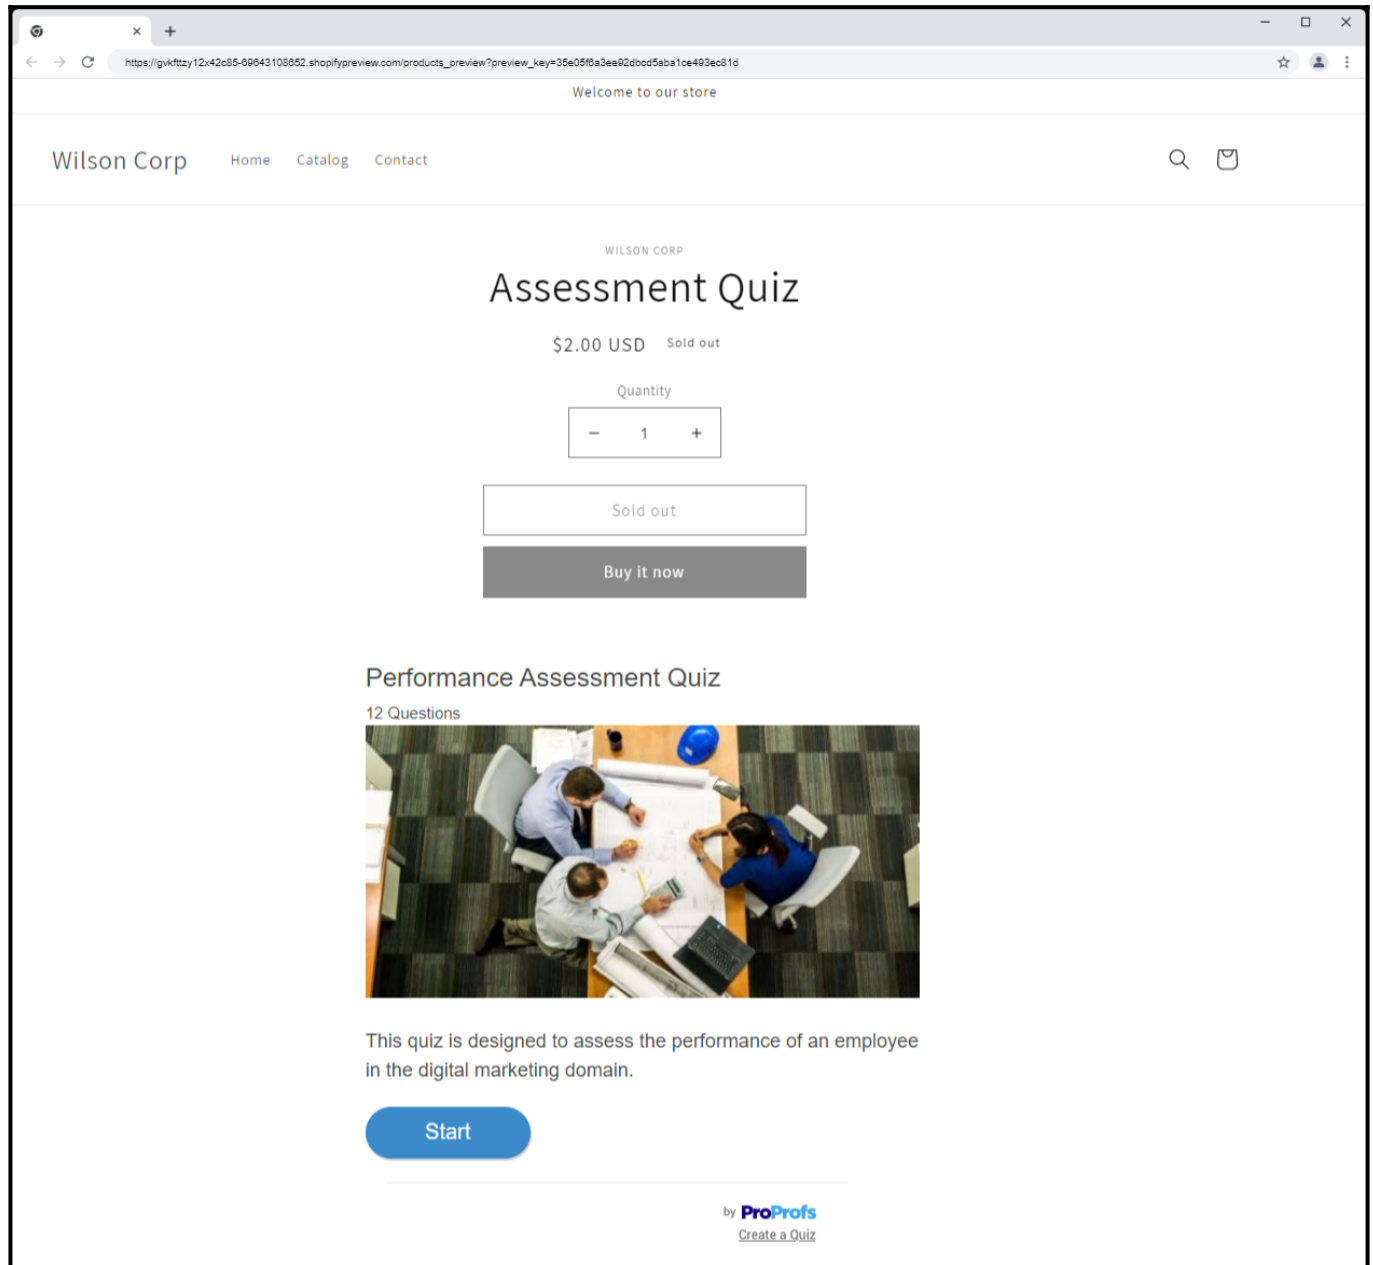 https://gvkfttzy12x42c85-69643108652.shopifypreview.com/products_preview?preview_key=35e05f6a3ee92dbcd5aba1ce493ec81d
Welcome to our store
Wilson Corp Home Catalog Contact
WILSON CORP
Assessment Quiz
$2.00 USD Sold out
Quantity
1
Sold out
Buy it now
Performance Assessment Quiz
12 Questions
This quiz is designed to assess the performance of an employee
in the digital marketing domain.
Start
by ProProfs
Create a Quiz